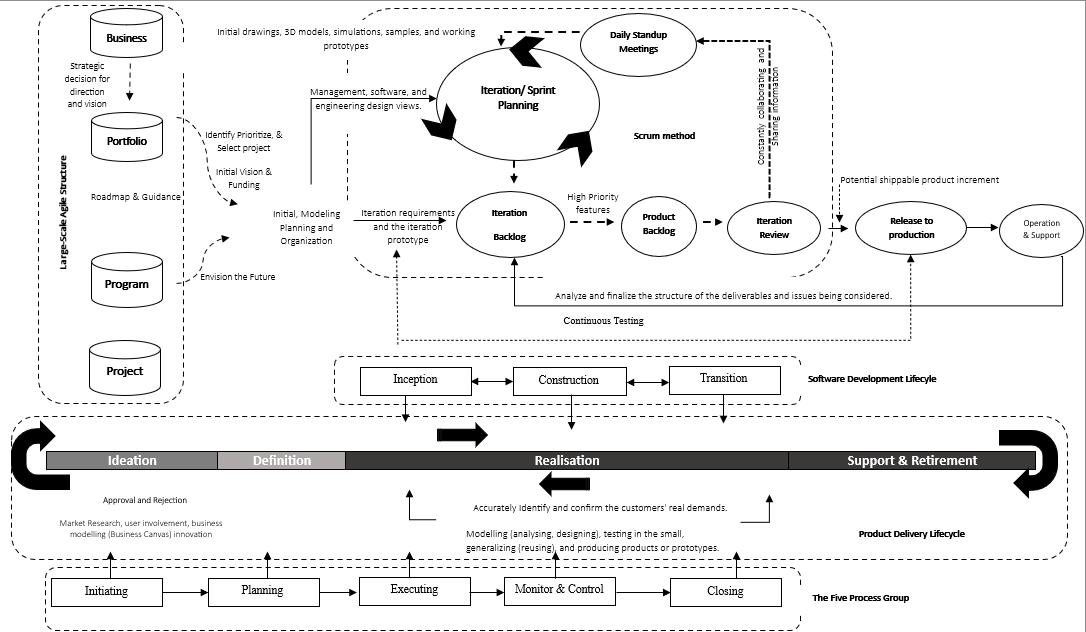 Business
Strategic
decision for
direction
and vision
Portfolio
Roadmap & Guidance
Program
Project
Large-Scale Agile Structure
Identify Prioritize, &
Select project
Initial Vision &
Funding
Envision the Future
Initial, Modeling
Planning and
Organization
Initial drawings, 3D models, simulations, samples, and working
prototypes
Management, software, and
engineering design views.
Iteration/ Sprint
Planning
Daily Standup
Meetings
Scrum method
Constantly collaborating and
Sharing information
Iteration requirements
and the iteration
prototype
Iteration
Backlog
High Priority
features
Product
Backlog
Iteration
Review
Potential shippable product increment
Release to
production
Operation
& Support
Analyze and finalize the structure of the deliverables and issues being considered.
Continuous Testing
Inception
Construction
Transition
Software Development Lifecyle
Ideation
Definition
Realisation
Support & Retirement
Approval and Rejection
Market Research, user involvement, business
modelling (Business Canvas) innovation
Accurately Identify and confirm the customers' real demands.
Modelling (analysing, designing), testing in the small,
generalizing (reusing), and producing products or prototypes.
Product Delivery Lifecycle
Initiating
Planning
Executing
Monitor & Control
Closing
The Five Process Group